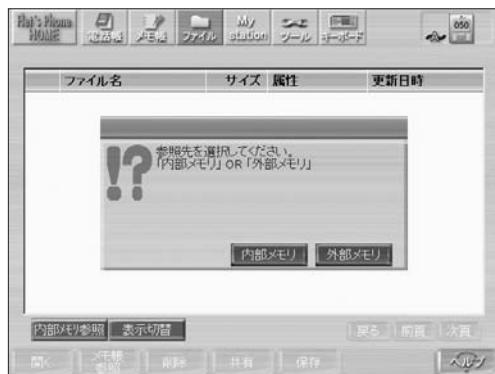 Flat's Phone
HOME
電話帳
メモ帳
ファイル
My
station
ツール
キーボード
050
ファイル名 サイズ 属性 更新日時
!?
参照先を選択してください。
「内部メモリ」 OR 「外部メモリ」
内部メモリ 外部メモリ
内部メモリ参照 表示切替 戻る 前頁 次頁
開く メモ帳
参照 削除 共有 保存 ヘルプ